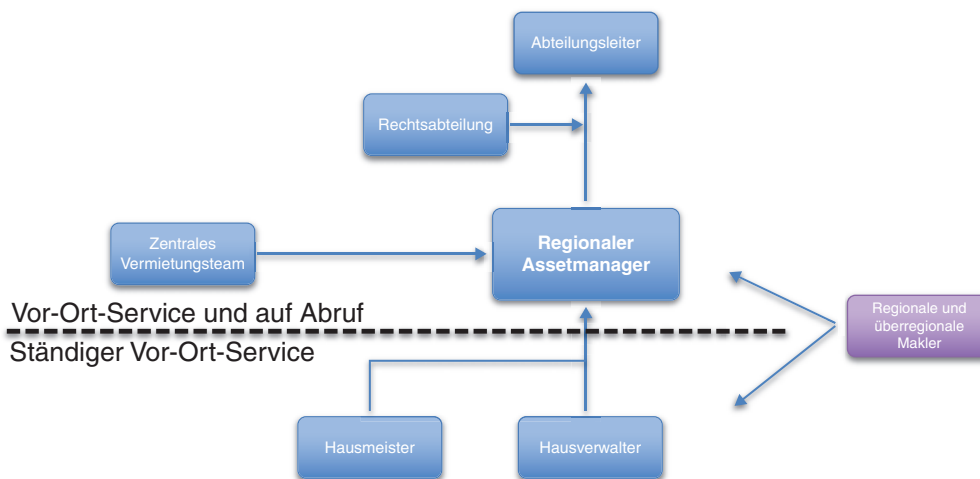 Abteilungsleiter
Rechtsabteilung
Zentrales
Vermietungsteam
Regionaler
Assetmanager
Vor-Ort-Service und auf Abruf
Ständiger Vor-Ort-Service
Regionale und
überregionale
Makler
Hausmeister
Hausverwalter